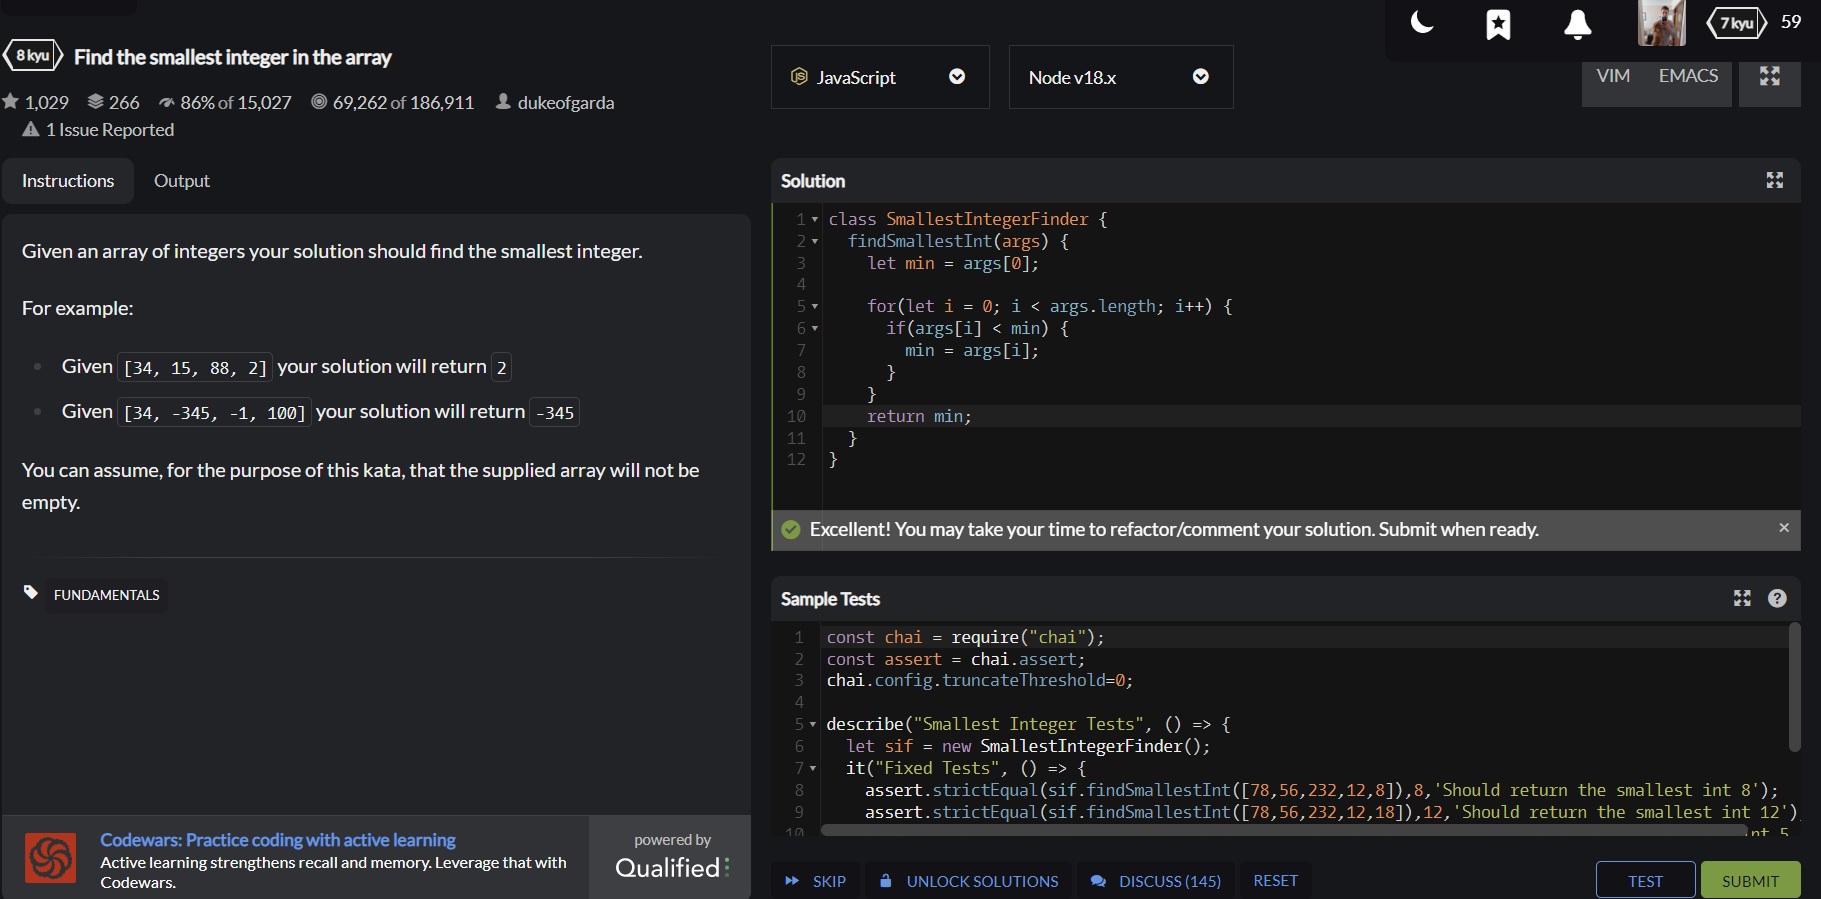 8 kyu Find the smallest integer in the array
1,029 266 86% of 15,027 69,262 of 186,911 dukeofgarda
1 Issue Reported
Instructions Output
Given an array of integers your solution should find the smallest integer.
For example:
Given [34, 15, 88, 2] your solution will return 2
Given [34, -345, -1, 100] your solution will return -345
You can assume, for the purpose of this kata, that the supplied array will not be
empty.
FUNDAMENTALS
Codewars: Practice coding with active learning
Active learning strengthens recall and memory. Leverage that with
Codewars.
powered by
Qualified
7 kyu 59
JS JavaScript Node v18.x VIM EMACS
Solution
1 class SmallestIntegerFinder {
2 findSmallestInt(args) {
3 let min = args[0];
4
5 for(let i = 0; i < args.length; i++) {
6 if(args[i] < min) {
7 min = args[i];
8 }
9 }
10 return min;
11 }
12 }
Excellent! You may take your time to refactor/comment your solution. Submit when ready. ×
Sample Tests ?
1 const chai = require("chai");
2 const assert = chai.assert;
3 chai.config.truncateThreshold=0;
4
5 describe("Smallest Integer Tests", () => {
6 let sif = new SmallestIntegerFinder();
7 it("Fixed Tests", () => {
8 assert.strictEqual(sif.findSmallestInt([78,56,232,12,8]),8,'Should return the smallest int 8');
9 assert.strictEqual(sif.findSmallestInt([78,56,232,12,18]),12,'Should return the smallest int 12')
10
SKIP UNLOCK SOLUTIONS DISCUSS (145) RESET TEST SUBMIT